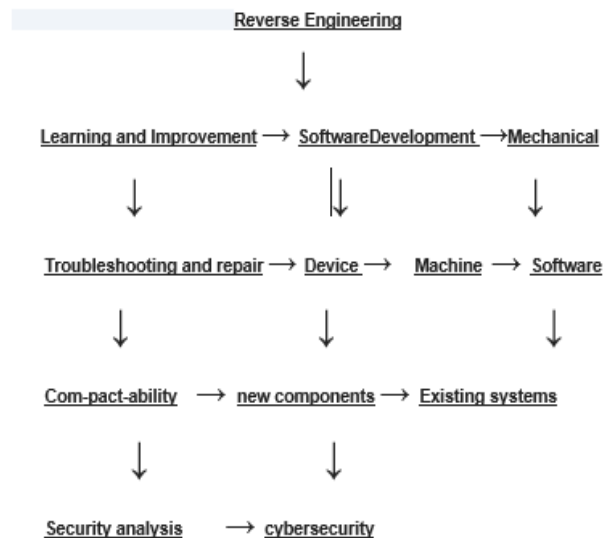 Reverse Engineering
Learning and Improvement → SoftwareDevelopment → Mechanical
Troubleshooting and repair → Device → Machine → Software
Com-pact-ability → new components → Existing systems
Security analysis → cybersecurity